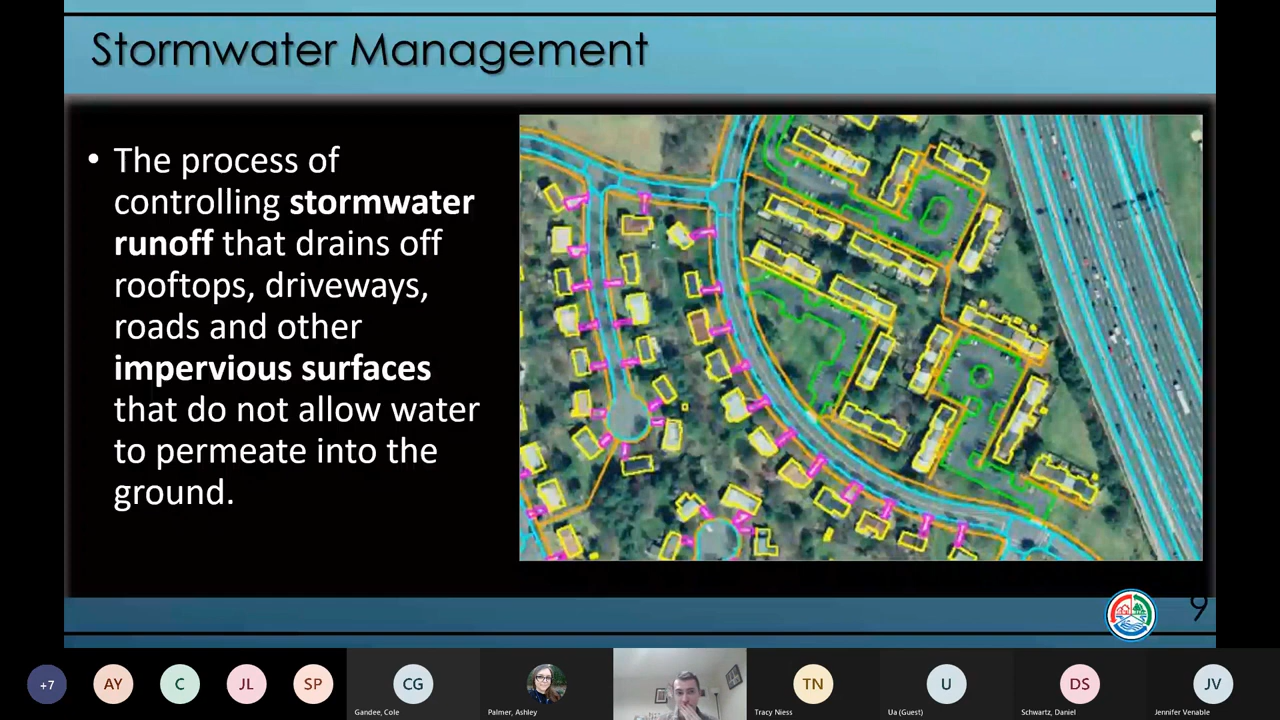 Stormwater Management
• The process of
controlling stormwater
runoff that drains off
rooftops, driveways,
roads and other
impervious surfaces
that do not allow water
to permeate into the
ground.
9
+7
AY
C
JL
SP
CG
TN
U
DS
JV
Gandee, Cole
Palmer, Ashley
Tracy Niess
Ua (Guest)
Schwartz, Daniel
Jennifer Venable